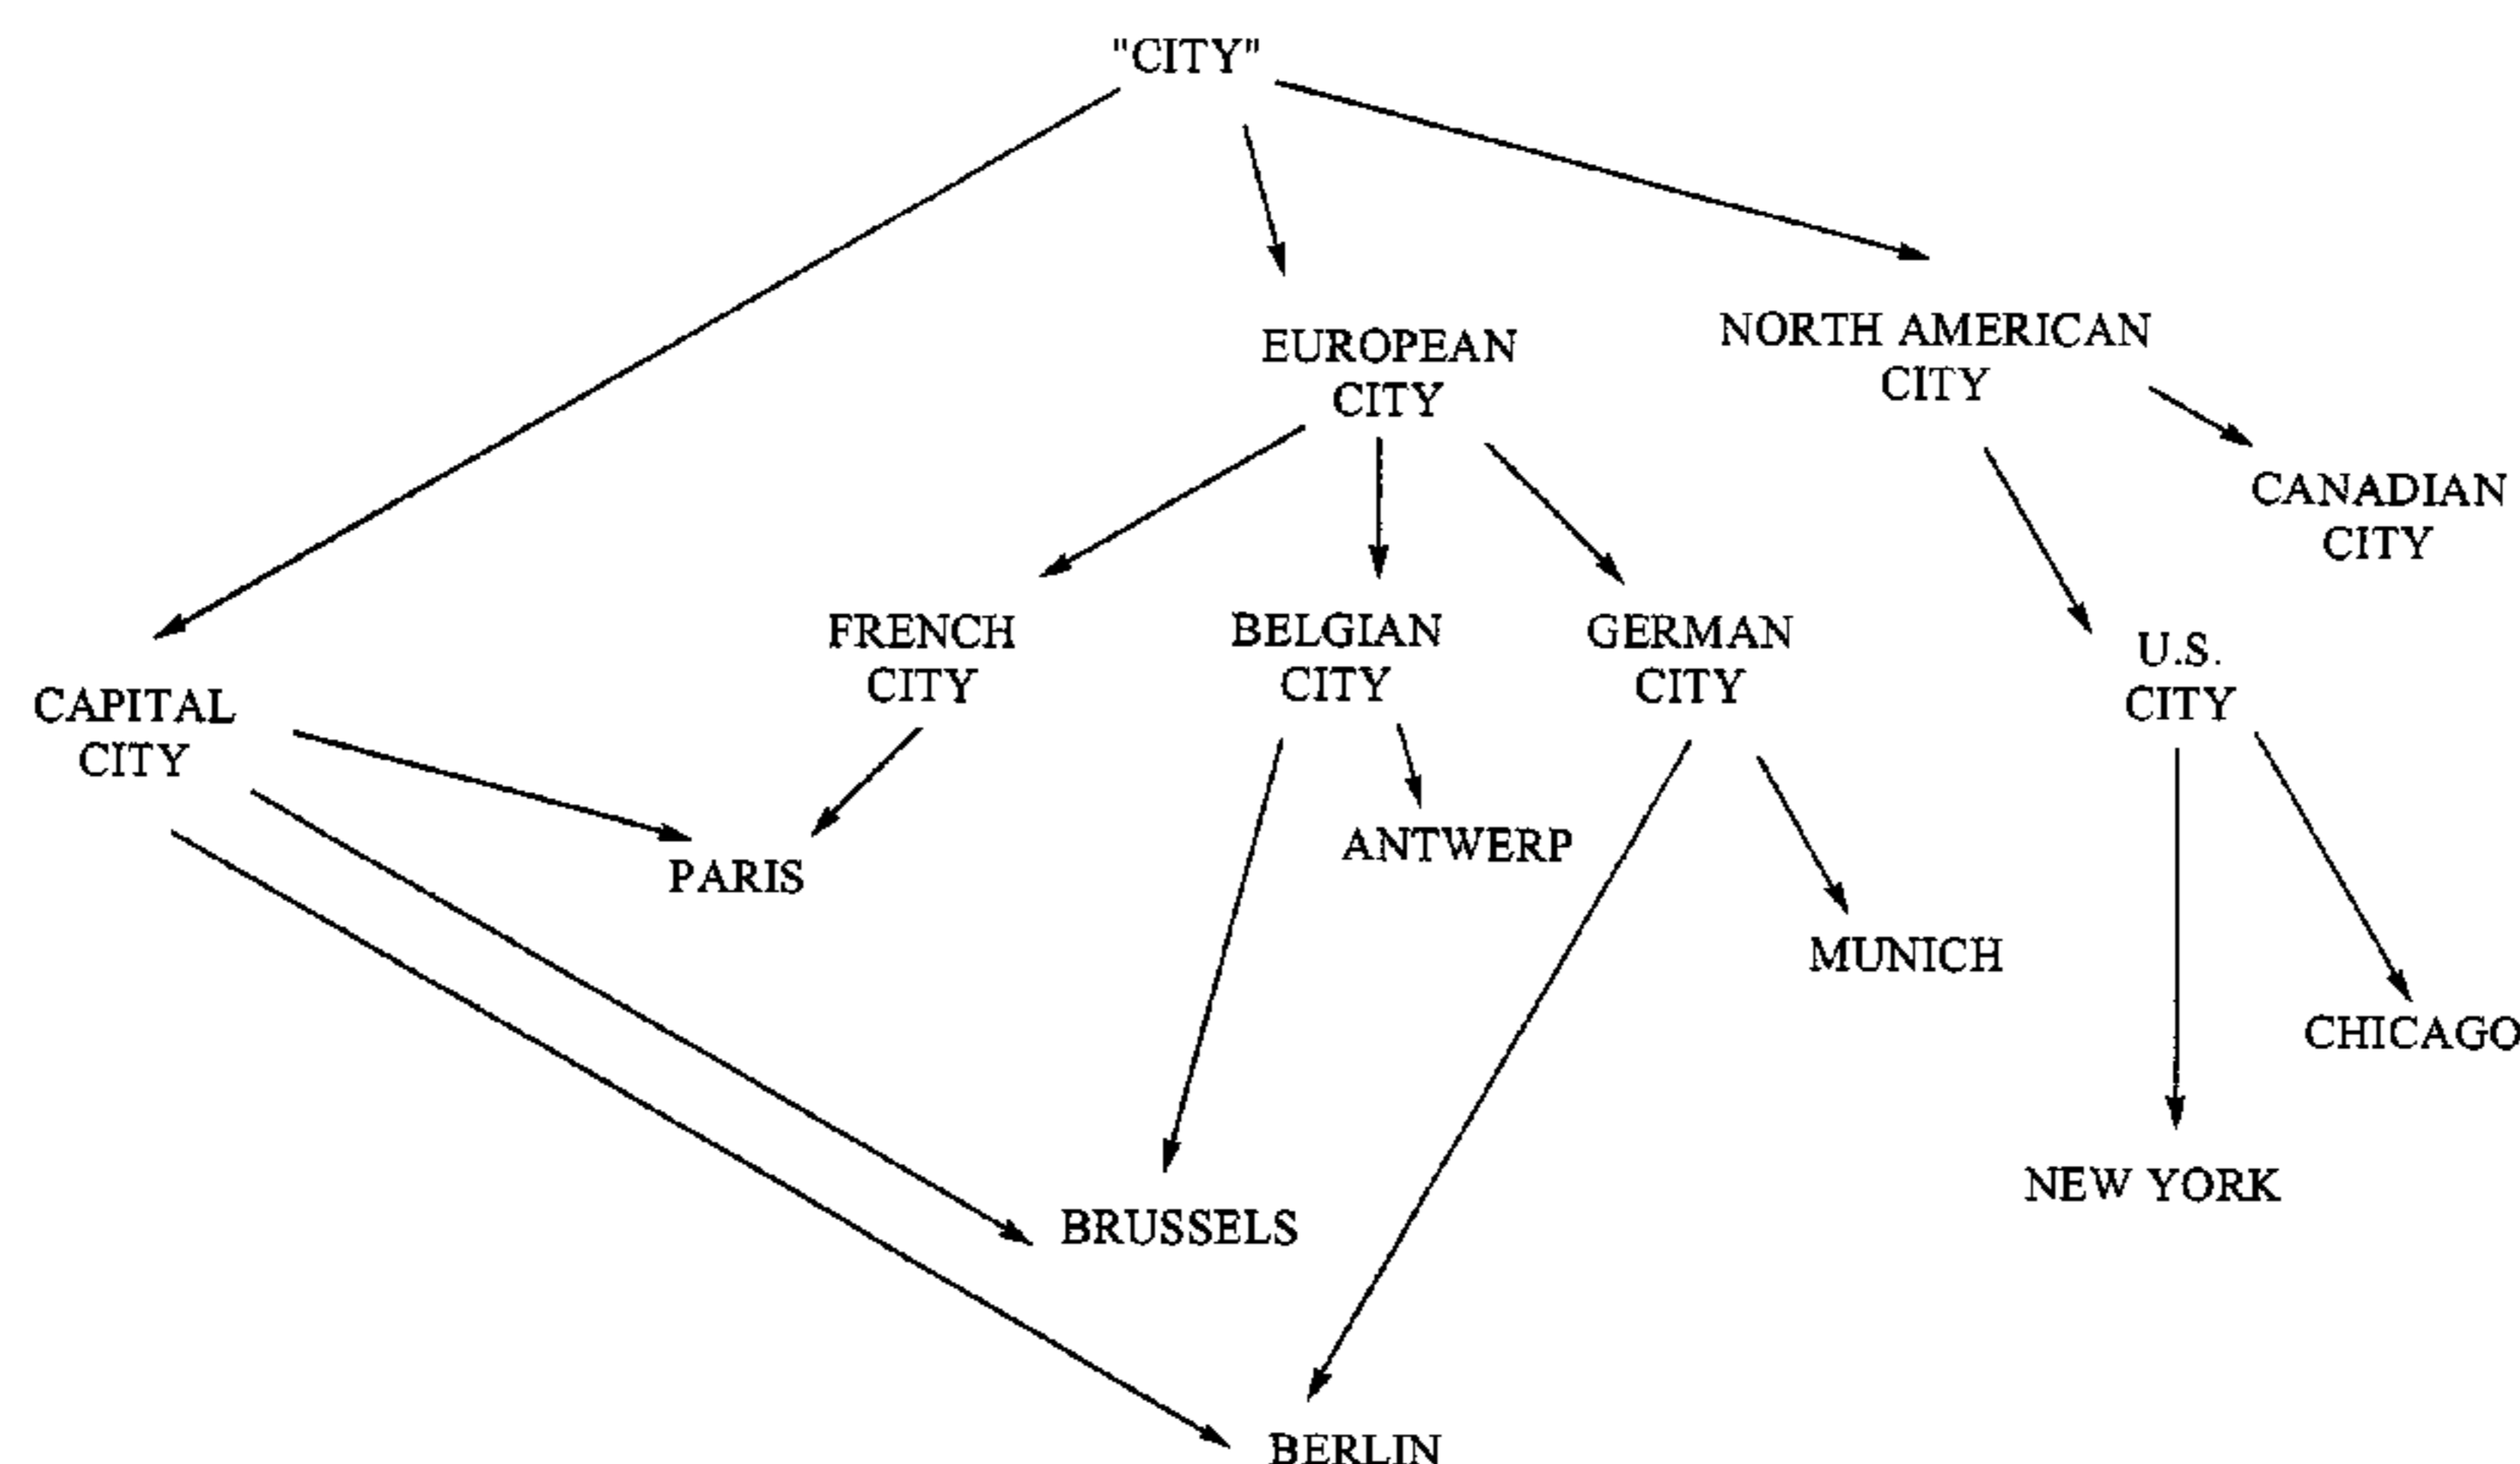 "CITY"
EUROPEAN
CITY
NORTH AMERICAN
CITY
CANADIAN
CITY
FRENCH
CITY
BELGIAN
CITY
GERMAN
CITY
U.S.
CITY
CAPITAL
CITY
PARIS
ANTWERP
MUNICH
CHICAGO
NEW YORK
BRUSSELS
BERLIN